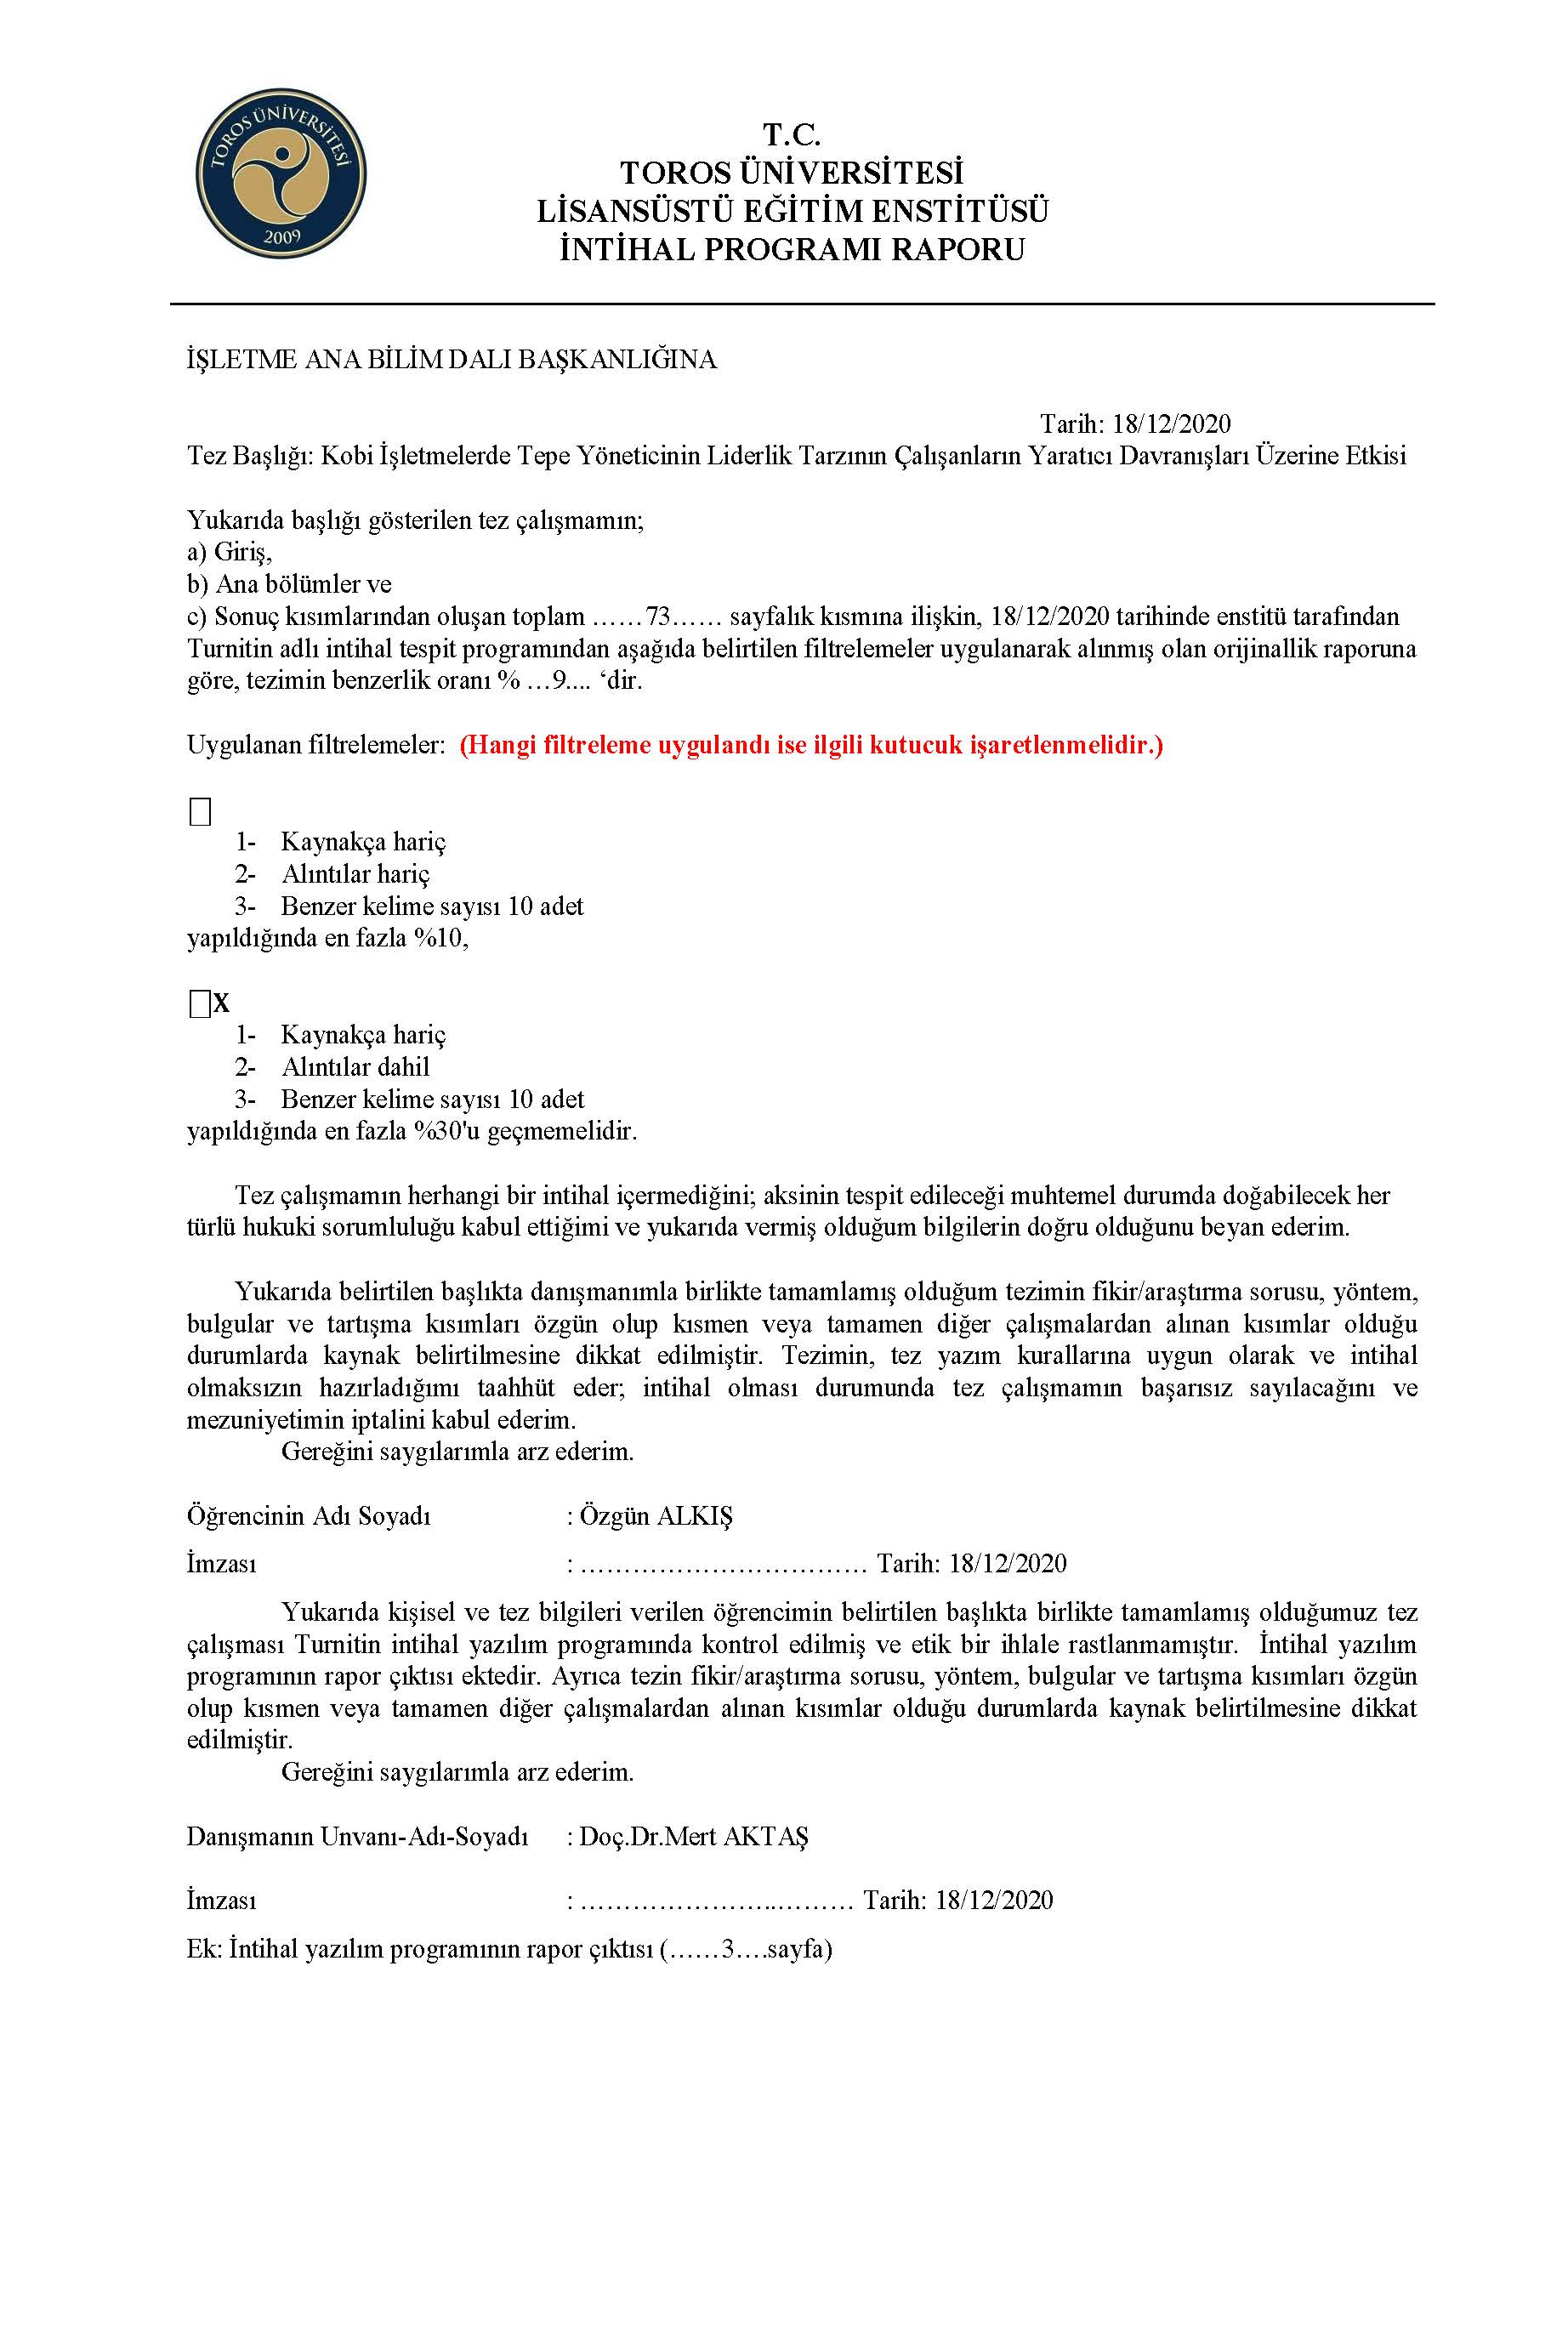 TOROS ÜNİVERSİTESİ
2009
T.C.
TOROS ÜNİVERSİTESİ
LİSANSÜSTÜ EĞİTİM ENSTİTÜSÜ
İNTİHAL PROGRAMI RAPORU
İŞLETME ANA BİLİM DALI BAŞKANLIĞINA
Tarih: 18/12/2020
Tez Başlığı: Kobi İşletmelerde Tepe Yöneticinin Liderlik Tarzının Çalışanların Yaratıcı Davranışları Üzerine Etkisi
Yukarıda başlığı gösterilen tez çalışmamın;
a) Giriş,
b) Ana bölümler ve
c) Sonuç kısımlarından oluşan toplam ……73…… sayfalık kısmına ilişkin, 18/12/2020 tarihinde enstitü tarafından
Turnitin adlı intihal tespit programından aşağıda belirtilen filtrelemeler uygulanarak alınmış olan orijinallik raporuna
göre, tezimin benzerlik oranı % …9.... ‘dir.
Uygulanan filtrelemeler: (Hangi filtreleme uygulandı ise ilgili kutucuk işaretlenmelidir.)
☐
1- Kaynakça hariç
2- Alıntılar hariç
3- Benzer kelime sayısı 10 adet
yapıldığında en fazla %10,
☐X
1- Kaynakça hariç
2- Alıntılar dahil
3- Benzer kelime sayısı 10 adet
yapıldığında en fazla %30'u geçmemelidir.
Tez çalışmamın herhangi bir intihal içermediğini; aksinin tespit edileceği muhtemel durumda doğabilecek her
türlü hukuki sorumluluğu kabul ettiğimi ve yukarıda vermiş olduğum bilgilerin doğru olduğunu beyan ederim.
Yukarıda belirtilen başlıkta danışmanımla birlikte tamamlamış olduğum tezimin fikir/araştırma sorusu, yöntem,
bulgular ve tartışma kısımları özgün olup kısmen veya tamamen diğer çalışmalardan alınan kısımlar olduğu
durumlarda kaynak belirtilmesine dikkat edilmiştir. Tezimin, tez yazım kurallarına uygun olarak ve intihal
olmaksızın hazırladığımı taahhüt eder; intihal olması durumunda tez çalışmamın başarısız sayılacağını ve
mezuniyetimin iptalini kabul ederim.
Gereğini saygılarımla arz ederim.
Öğrencinin Adı Soyadı : Özgün ALKIŞ
İmzası : …………………………… Tarih: 18/12/2020
Yukarıda kişisel ve tez bilgileri verilen öğrencimin belirtilen başlıkta birlikte tamamlamış olduğumuz tez
çalışması Turnitin intihal yazılım programında kontrol edilmiş ve etik bir ihlale rastlanmamıştır. İntihal yazılım
programının rapor çıktısı ektedir. Ayrıca tezin fikir/araştırma sorusu, yöntem, bulgular ve tartışma kısımları özgün
olup kısmen veya tamamen diğer çalışmalardan alınan kısımlar olduğu durumlarda kaynak belirtilmesine dikkat
edilmiştir.
Gereğini saygılarımla arz ederim.
Danışmanın Unvanı-Adı-Soyadı : Doç.Dr.Mert AKTAŞ
İmzası : …………………..……… Tarih: 18/12/2020
Ek: İntihal yazılım programının rapor çıktısı (……3….sayfa)